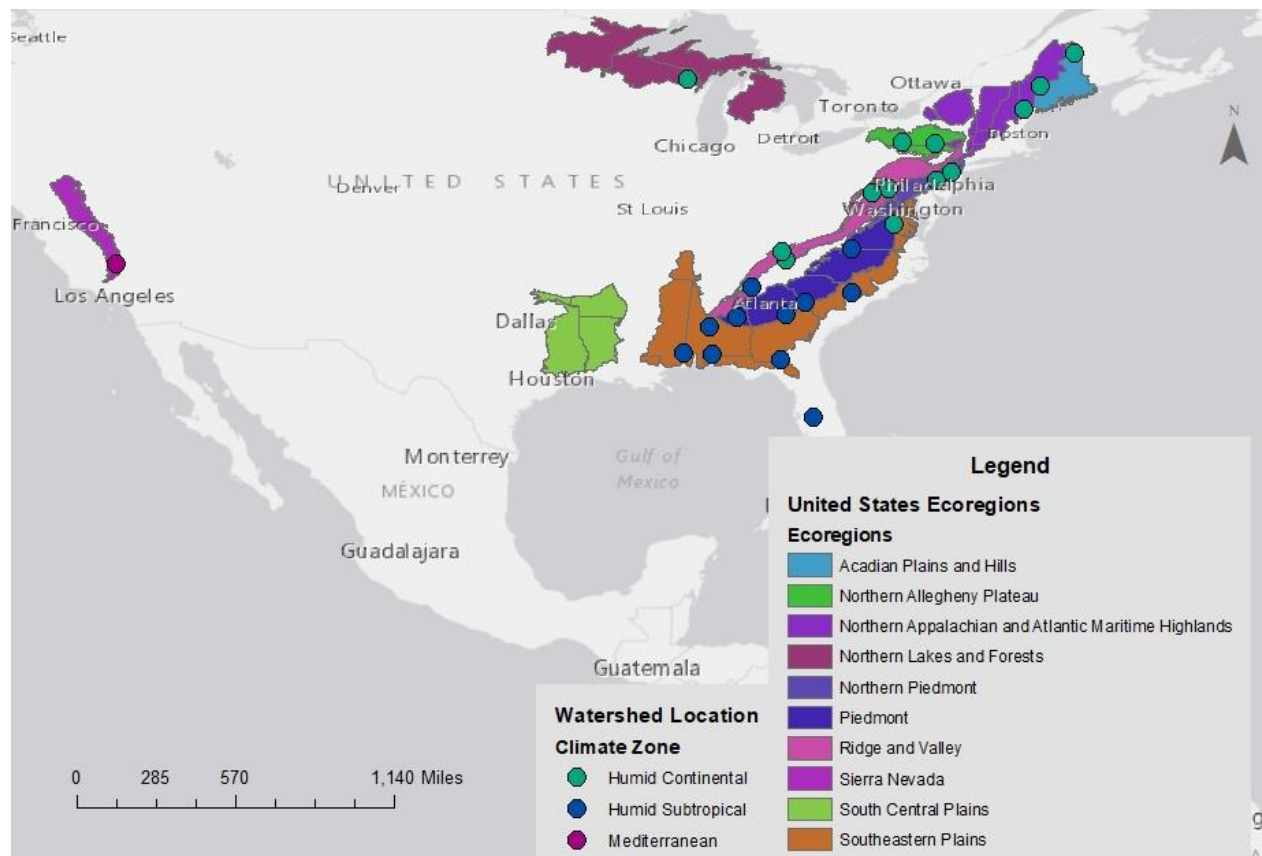 Seattle
Ottawa
Toronto
N
Chicago
Detroit
Boston
UNITED STATES
Denver
Philadelphia
St Louis
Washington
Francisco
Los Angeles
Atlanta
Dallas
Houston
Monterrey
Gulf of
Mexico
MÉXICO
Guadalajara
Guatemala
Legend
United States Ecoregions
Ecoregions
Acadian Plains and Hills
Northern Allegheny Plateau
Northern Appalachian and Atlantic Maritime Highlands
Northern Lakes and Forests
Northern Piedmont
Piedmont
Ridge and Valley
Sierra Nevada
South Central Plains
Southeastern Plains
Watershed Location
Climate Zone
Humid Continental
Humid Subtropical
Mediterranean
0 285 570 1,140 Miles